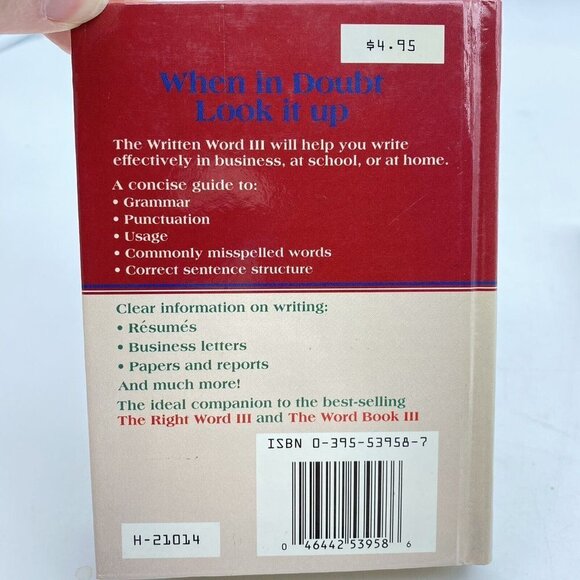 $4.95
When in Doubt
Look it up
The Written Word III will help you write
effectively in business, at school, or at home.
A concise guide to:
• Grammar
• Punctuation
• Usage
• Commonly misspelled words
• Correct sentence structure
Clear information on writing:
• Résumés
• Business letters
• Papers and reports
And much more!
The ideal companion to the best-selling
The Right Word III and The Word Book III
ISBN 0-395-53958-7
H-21014
0 46442 53958 6